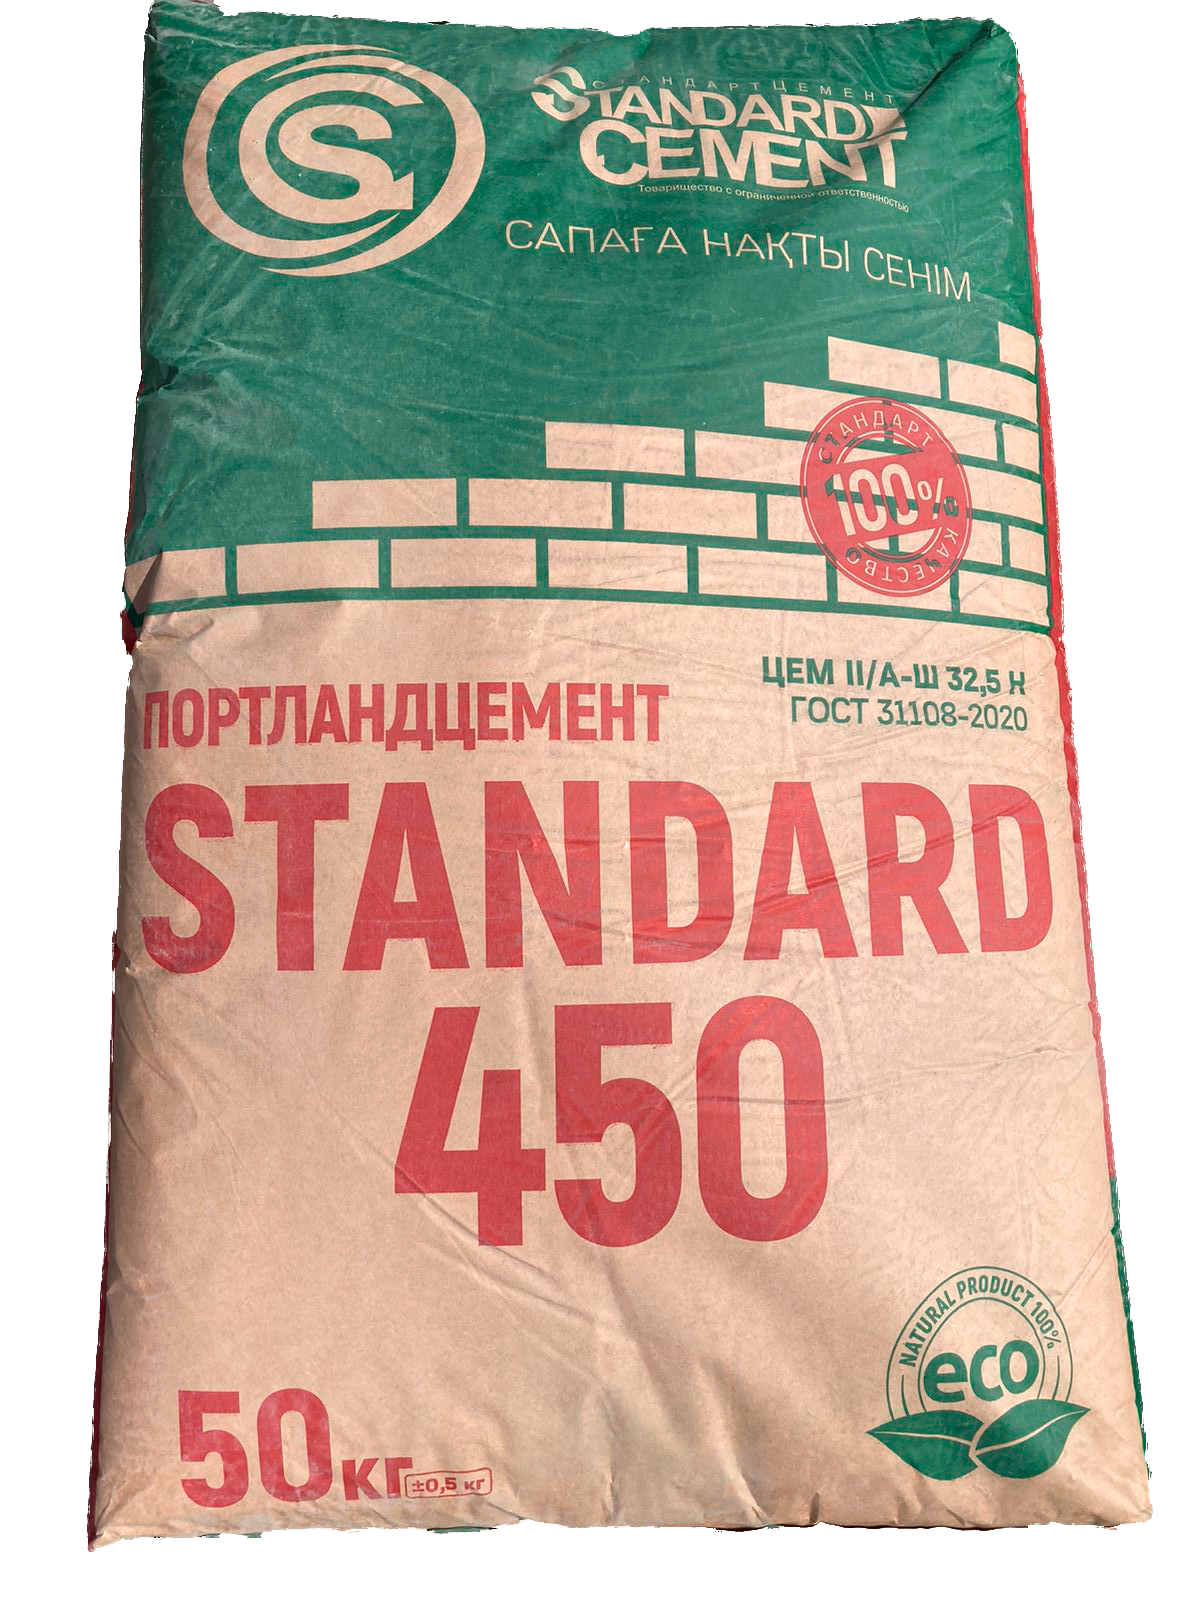 СТАНДАРТЦЕМЕНТ
STANDARD
CEMENT
Товарищество с ограниченной ответственностью
САПАҒА НАҚТЫ СЕНІМ
СТАНДАРТ
100%
КАЧЕСТВО
ЦЕМ II/А-Ш 32,5 Н
ГОСТ 31108-2020
ПОРТЛАНДЦЕМЕНТ
STANDARD
450
NATURAL PRODUCT 100%
eco
50кг ±0,5 кг